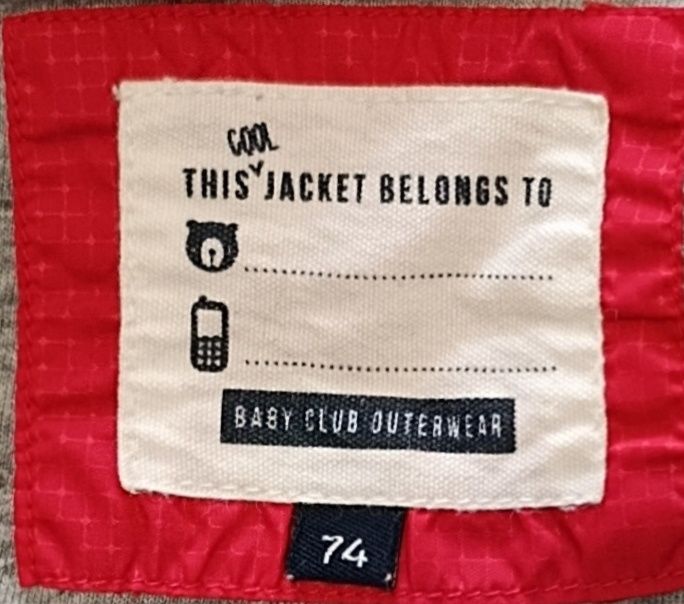 COOL
THIS JACKET BELONGS TO
BABY CLUB OUTERWEAR
74